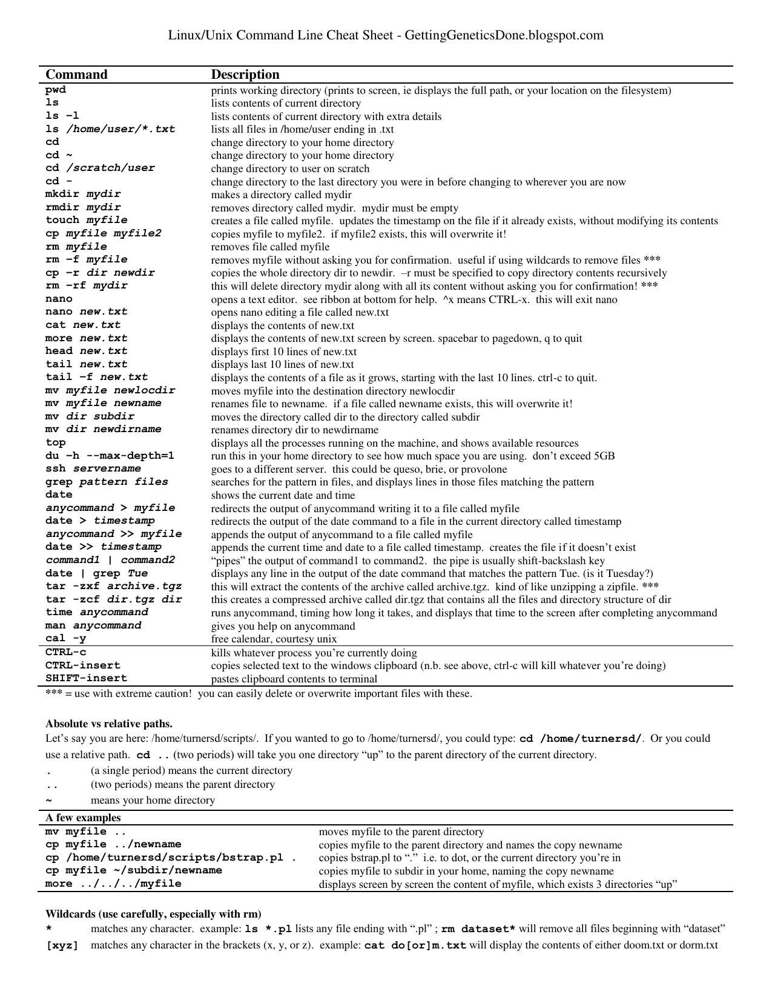 Linux/Unix Command Line Cheat Sheet - GettingGeneticsDone.blogspot.com
Command Description
pwd prints working directory (prints to screen, ie displays the full path, or your location on the filesystem)
ls lists contents of current directory
ls –l lists contents of current directory with extra details
ls /home/user/*.txt lists all files in /home/user ending in .txt
cd change directory to your home directory
cd ~ change directory to your home directory
cd /scratch/user change directory to user on scratch
cd - change directory to the last directory you were in before changing to wherever you are now
mkdir mydir makes a directory called mydir
rmdir mydir removes directory called mydir. mydir must be empty
touch myfile creates a file called myfile. updates the timestamp on the file if it already exists, without modifying its contents
cp myfile myfile2 copies myfile to myfile2. if myfile2 exists, this will overwrite it!
rm myfile removes file called myfile
rm –f myfile removes myfile without asking you for confirmation. useful if using wildcards to remove files ***
cp –r dir newdir copies the whole directory dir to newdir. –r must be specified to copy directory contents recursively
rm –rf mydir this will delete directory mydir along with all its content without asking you for confirmation! ***
nano opens a text editor. see ribbon at bottom for help. ^x means CTRL-x. this will exit nano
nano new.txt opens nano editing a file called new.txt
cat new.txt displays the contents of new.txt
more new.txt displays the contents of new.txt screen by screen. spacebar to pagedown, q to quit
head new.txt displays first 10 lines of new.txt
tail new.txt displays last 10 lines of new.txt
tail –f new.txt displays the contents of a file as it grows, starting with the last 10 lines. ctrl-c to quit.
mv myfile newlocdir moves myfile into the destination directory newlocdir
mv myfile newname renames file to newname. if a file called newname exists, this will overwrite it!
mv dir subdir moves the directory called dir to the directory called subdir
mv dir newdirname renames directory dir to newdirname
top displays all the processes running on the machine, and shows available resources
du –h --max-depth=1 run this in your home directory to see how much space you are using. don’t exceed 5GB
ssh servername goes to a different server. this could be queso, brie, or provolone
grep pattern files searches for the pattern in files, and displays lines in those files matching the pattern
date shows the current date and time
anycommand > myfile redirects the output of anycommand writing it to a file called myfile
date > timestamp redirects the output of the date command to a file in the current directory called timestamp
anycommand >> myfile appends the output of anycommand to a file called myfile
date >> timestamp appends the current time and date to a file called timestamp. creates the file if it doesn’t exist
command1 | command2 “pipes” the output of command1 to command2. the pipe is usually shift-backslash key
date | grep Tue displays any line in the output of the date command that matches the pattern Tue. (is it Tuesday?)
tar -zxf archive.tgz this will extract the contents of the archive called archive.tgz. kind of like unzipping a zipfile. ***
tar -zcf dir.tgz dir this creates a compressed archive called dir.tgz that contains all the files and directory structure of dir
time anycommand runs anycommand, timing how long it takes, and displays that time to the screen after completing anycommand
man anycommand gives you help on anycommand
cal -y free calendar, courtesy unix
CTRL-c kills whatever process you’re currently doing
CTRL-insert copies selected text to the windows clipboard (n.b. see above, ctrl-c will kill whatever you’re doing)
SHIFT-insert pastes clipboard contents to terminal
*** = use with extreme caution! you can easily delete or overwrite important files with these.
Absolute vs relative paths.
Let’s say you are here: /home/turnersd/scripts/. If you wanted to go to /home/turnersd/, you could type: cd /home/turnersd/. Or you could
use a relative path. cd .. (two periods) will take you one directory “up” to the parent directory of the current directory.
. (a single period) means the current directory
.. (two periods) means the parent directory
~ means your home directory
A few examples
mv myfile .. moves myfile to the parent directory
cp myfile ../newname copies myfile to the parent directory and names the copy newname
cp /home/turnersd/scripts/bstrap.pl . copies bstrap.pl to “.” i.e. to dot, or the current directory you’re in
cp myfile ~/subdir/newname copies myfile to subdir in your home, naming the copy newname
more ../../../myfile displays screen by screen the content of myfile, which exists 3 directories “up”
Wildcards (use carefully, especially with rm)
* matches any character. example: ls *.pl lists any file ending with “.pl” ; rm dataset* will remove all files beginning with “dataset”
[xyz] matches any character in the brackets (x, y, or z). example: cat do[or]m.txt will display the contents of either doom.txt or dorm.txt